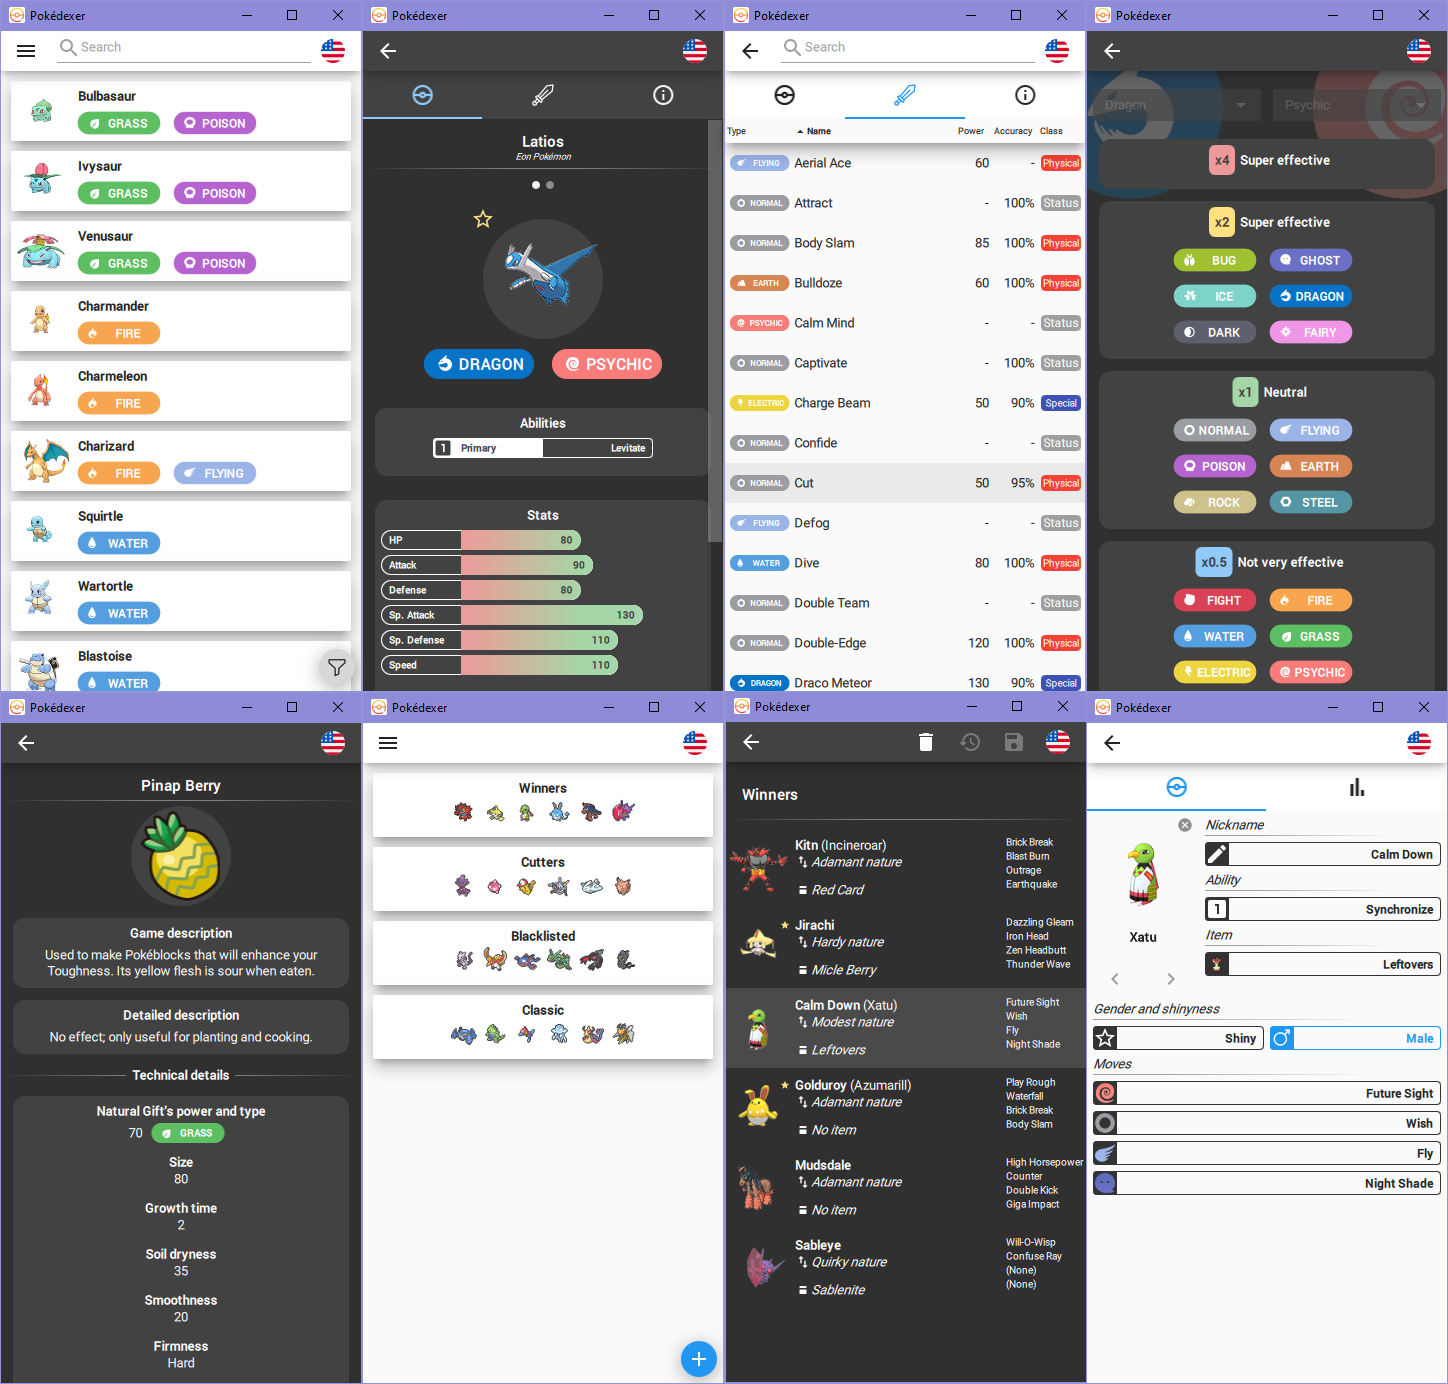 Pokédexer
Search
Bulbasaur
GRASS POISON
Ivysaur
GRASS POISON
Venusaur
GRASS POISON
Charmander
FIRE
Charmeleon
FIRE
Charizard
FIRE FLYING
Squirtle
WATER
Wartortle
WATER
Blastoise
WATER
Pokédexer
Latios
Eon Pokémon
DRAGON PSYCHIC
Abilities
1 Primary Levitate
Stats
HP 80
Attack 90
Defense 80
Sp. Attack 130
Sp. Defense 110
Speed 110
Pokédexer
Search
Type Name Power Accuracy Class
FLYING Aerial Ace 60 - Physical
NORMAL Attract - 100% Status
NORMAL Body Slam 85 100% Physical
EARTH Bulldoze 60 100% Physical
PSYCHIC Calm Mind - - Status
NORMAL Captivate - 100% Status
ELECTRIC Charge Beam 50 90% Special
NORMAL Confide - - Status
NORMAL Cut 50 95% Physical
FLYING Defog - - Status
WATER Dive 80 100% Physical
NORMAL Double Team - - Status
NORMAL Double-Edge 120 100% Physical
DRAGON Draco Meteor 130 90% Special
Pokédexer
Dragon Psychic
x4 Super effective
x2 Super effective
BUG GHOST
ICE DRAGON
DARK FAIRY
x1 Neutral
NORMAL FLYING
POISON EARTH
ROCK STEEL
x0.5 Not very effective
FIGHT FIRE
WATER GRASS
ELECTRIC PSYCHIC
Pokédexer
Pinap Berry
Game description
Used to make Pokéblocks that will enhance your
Toughness. Its yellow flesh is sour when eaten.
Detailed description
No effect; only useful for planting and cooking.
Technical details
Natural Gift's power and type
70 GRASS
Size
80
Growth time
2
Soil dryness
35
Smoothness
20
Firmness
Hard
Pokédexer
Winners
Cutters
Blacklisted
Classic
Pokédexer
Winners
Kitn (Incineroar)
Adamant nature
Red Card
Brick Break
Blast Burn
Outrage
Earthquake
Jirachi
Hardy nature
Micle Berry
Dazzling Gleam
Iron Head
Zen Headbutt
Thunder Wave
Calm Down (Xatu)
Modest nature
Leftovers
Future Sight
Wish
Fly
Night Shade
Golduroy (Azumarill)
Adamant nature
No item
Play Rough
Waterfall
Brick Break
Body Slam
Mudsdale
Adamant nature
No item
High Horsepower
Counter
Double Kick
Giga Impact
Sableye
Quirky nature
Sablenite
Will-O-Wisp
Confuse Ray
(None)
(None)
Pokédexer
Xatu
Nickname
Calm Down
Ability
1 Synchronize
Item
Leftovers
Gender and shinyness
Shiny Male
Moves
Future Sight
Wish
Fly
Night Shade